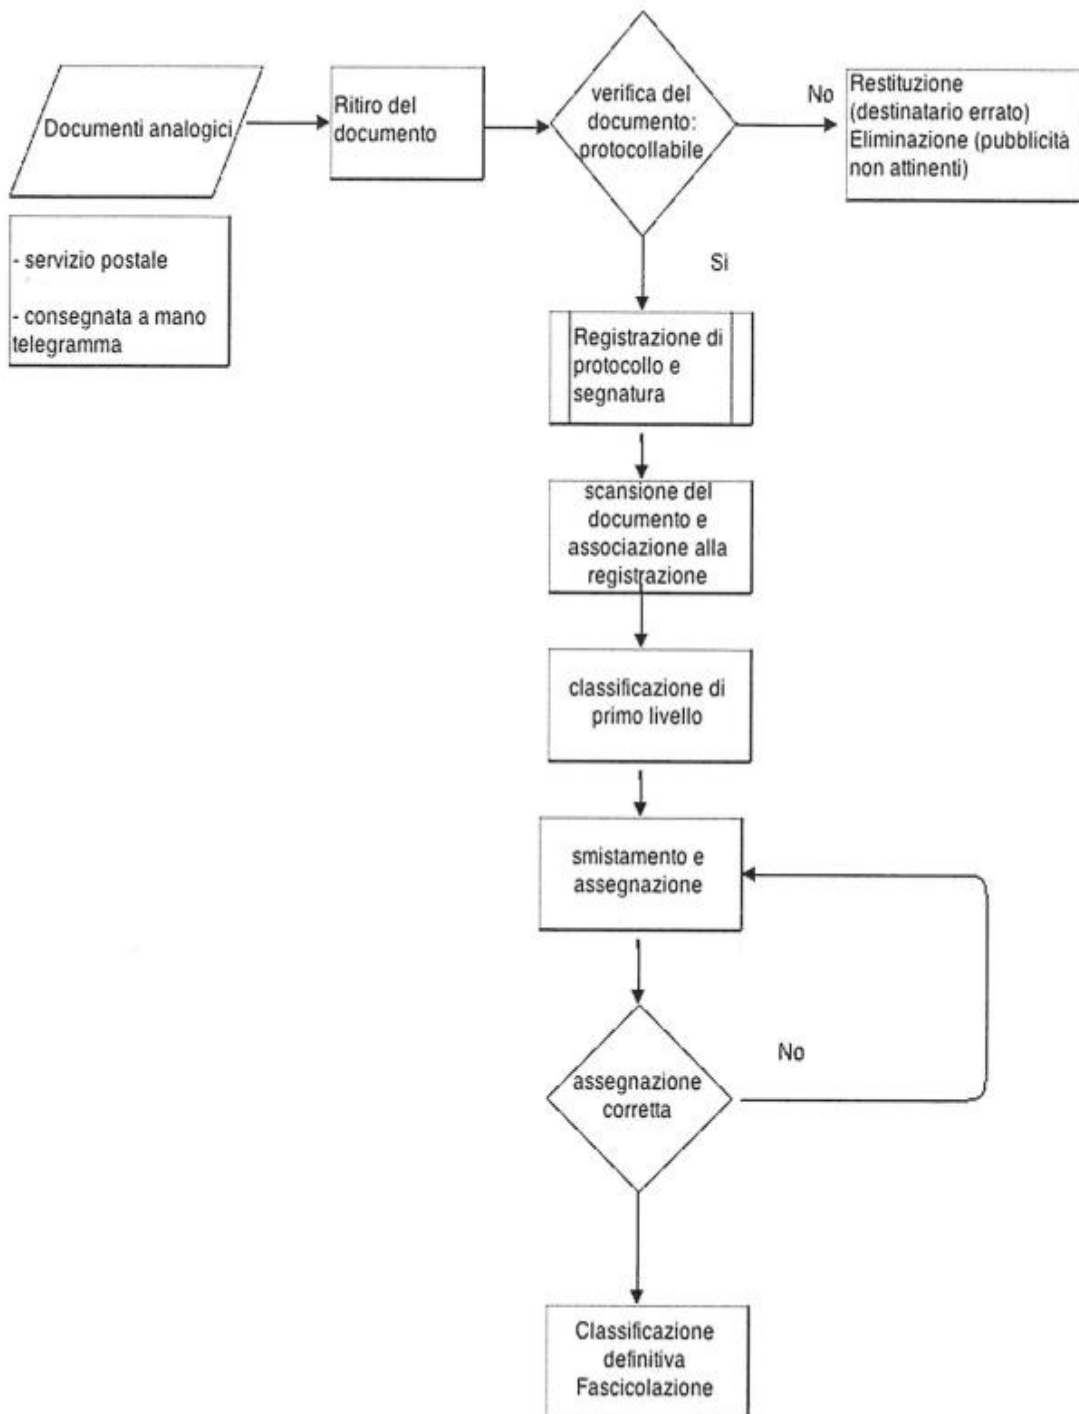 Documenti analogici
Ritiro del
documento
verifica del
documento:
protocollabile
No
Restituzione
(destinatario errato)
Eliminazione (pubblicità
non attinenti)
- servizio postale
- consegnata a mano
telegramma
Si
Registrazione di
protocollo e
segnatura
scansione del
documento e
associazione alla
registrazione
classificazione di
primo livello
smistamento e
assegnazione
assegnazione
corretta
No
Classificazione
definitiva
Fascicolazione